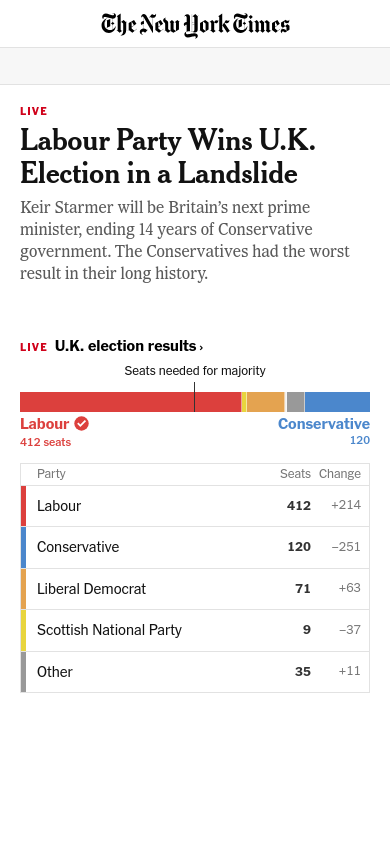 The New York Times
LIVE
Labour Party Wins U.K.
Election in a Landslide
Keir Starmer will be Britain’s next prime
minister, ending 14 years of Conservative
government. The Conservatives had the worst
result in their long history.
LIVE U.K. election results ›
Seats needed for majority
Labour Conservative
412 seats 120
Party Seats Change
Labour 412 +214
Conservative 120 –251
Liberal Democrat 71 +63
Scottish National Party 9 –37
Other 35 +11